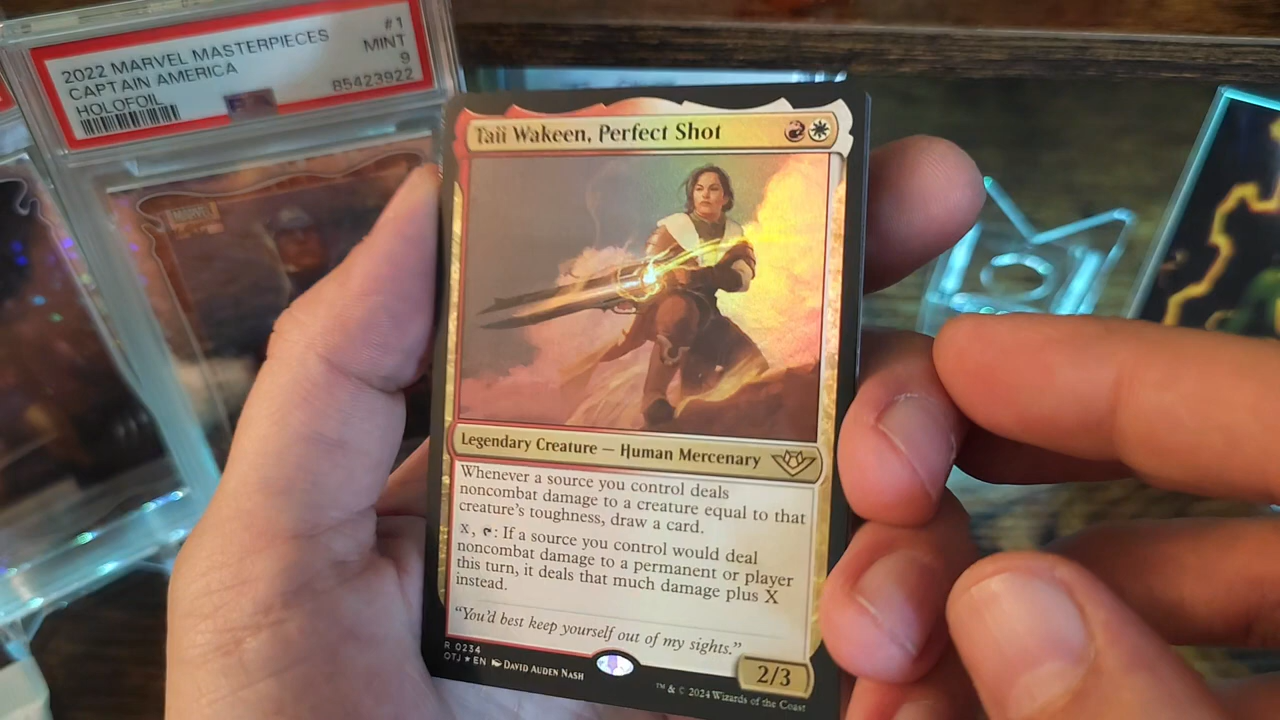 2022 MARVEL MASTERPIECES
CAPTAIN AMERICA
HOLOFOIL
#1
MINT
9
85423922
MARVEL
Taii Wakeen, Perfect Shot
Legendary Creature — Human Mercenary
Whenever a source you control deals
noncombat damage to a creature equal to that
creature's toughness, draw a card.
X, : If a source you control would deal
noncombat damage to a permanent or player
this turn, it deals that much damage plus X
instead.
"You'd best keep yourself out of my sights."
R 0234
OTJ ★ EN DAVID AUDEN NASH
2/3
™ & © 2024 Wizards of the Coast